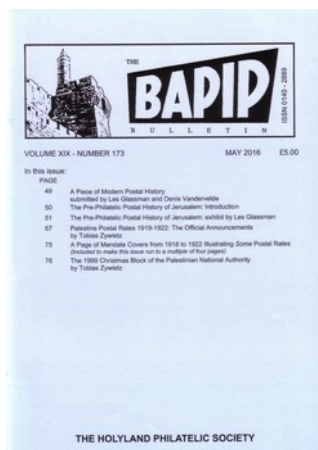 THE
BAPIP
BULLETIN
ISSN 0140 - 2889
VOLUME XIX - NUMBER 173 MAY 2016 £5.00
In this issue:
PAGE
49 A Piece of Modern Postal History
submitted by Les Glassman and Denis Vandervelde
50 The Pre-Philatelic Postal History of Jerusalem: Introduction
51 The Pre-Philatelic Postal History of Jerusalem: exhibit by Les Glassman
67 Palestine Postal Rates 1919-1922: The Official Announcements
by Tobias Zywietz
75 A Page of Mandate Covers from 1918 to 1922 Illustrating Some Postal Rates
(Included to make this issue run to a multiple of four pages)
76 The 1999 Christmas Block of the Palestinian National Authority
by Tobias Zywietz
THE HOLYLAND PHILATELIC SOCIETY